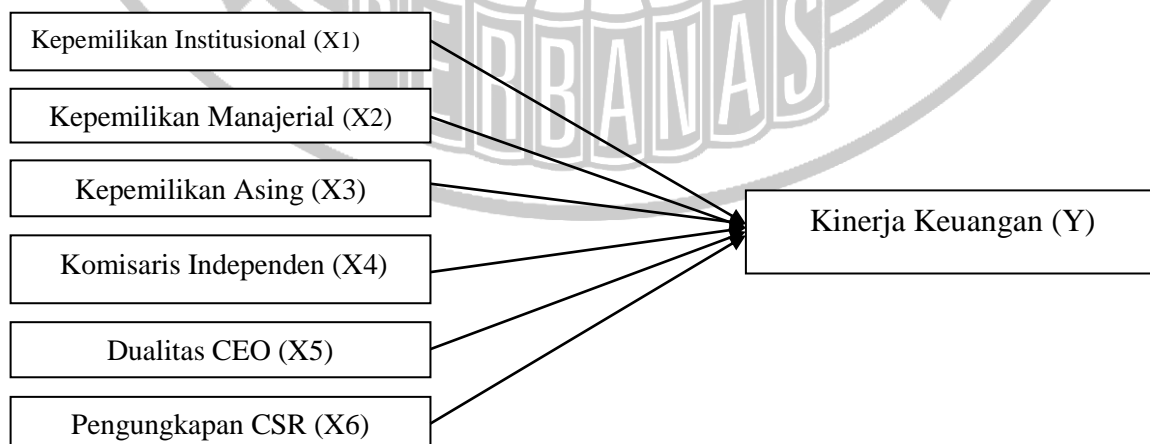 PERBANAS
Kepemilikan Institusional (X1)
Kepemilikan Manajerial (X2)
Kepemilikan Asing (X3)
Kinerja Keuangan (Y)
Komisaris Independen (X4)
Dualitas CEO (X5)
Pengungkapan CSR (X6)